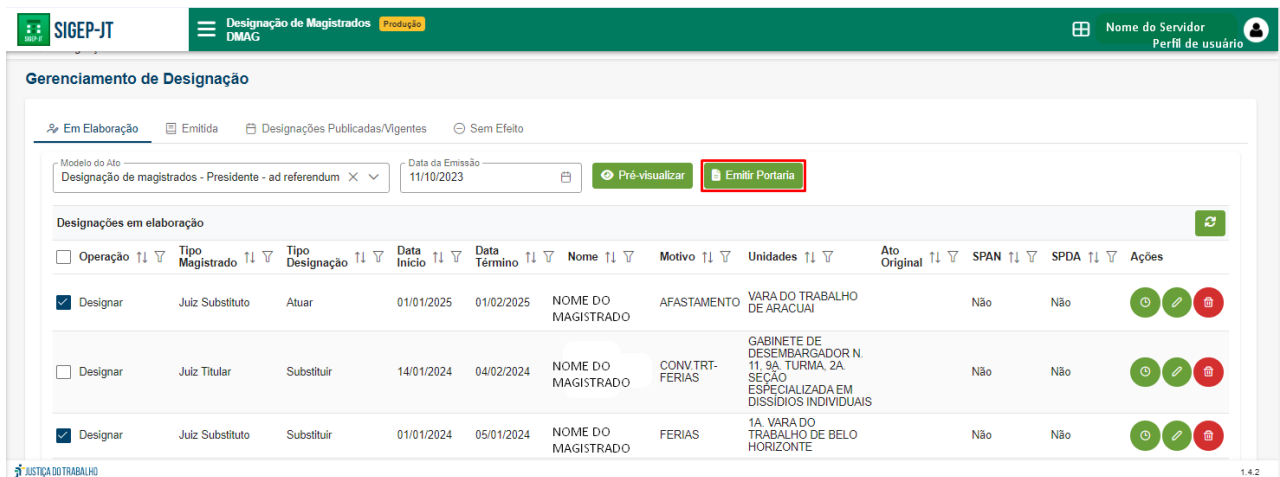 SIGEP-JT
Designação de Magistrados Produção
DMAG
Nome do Servidor
Perfil de usuário
Gerenciamento de Designação
Em Elaboração Emitida Designações Publicadas/Vigentes Sem Efeito
Modelo do Ato
Designação de magistrados - Presidente - ad referendum
Data da Emissão
11/10/2023
Pré-visualizar
Emitir Portaria
Designações em elaboração
Operação Tipo Magistrado Tipo Designação Data Início Data Término Nome Motivo Unidades Ato Original SPAN SPDA Ações
Designar Juiz Substituto Atuar 01/01/2025 01/02/2025 NOME DO MAGISTRADO AFASTAMENTO VARA DO TRABALHO DE ARACUAI Não Não
Designar Juiz Titular Substituir 14/01/2024 04/02/2024 NOME DO MAGISTRADO CONV.TRT-FERIAS GABINETE DE DESEMBARGADOR N. 11, 9A. TURMA, 2A. SEÇÃO ESPECIALIZADA EM DISSÍDIOS INDIVIDUAIS Não Não
Designar Juiz Substituto Substituir 01/01/2024 05/01/2024 NOME DO MAGISTRADO FERIAS 1A. VARA DO TRABALHO DE BELO HORIZONTE Não Não
JUSTIÇA DO TRABALHO
1.4.2